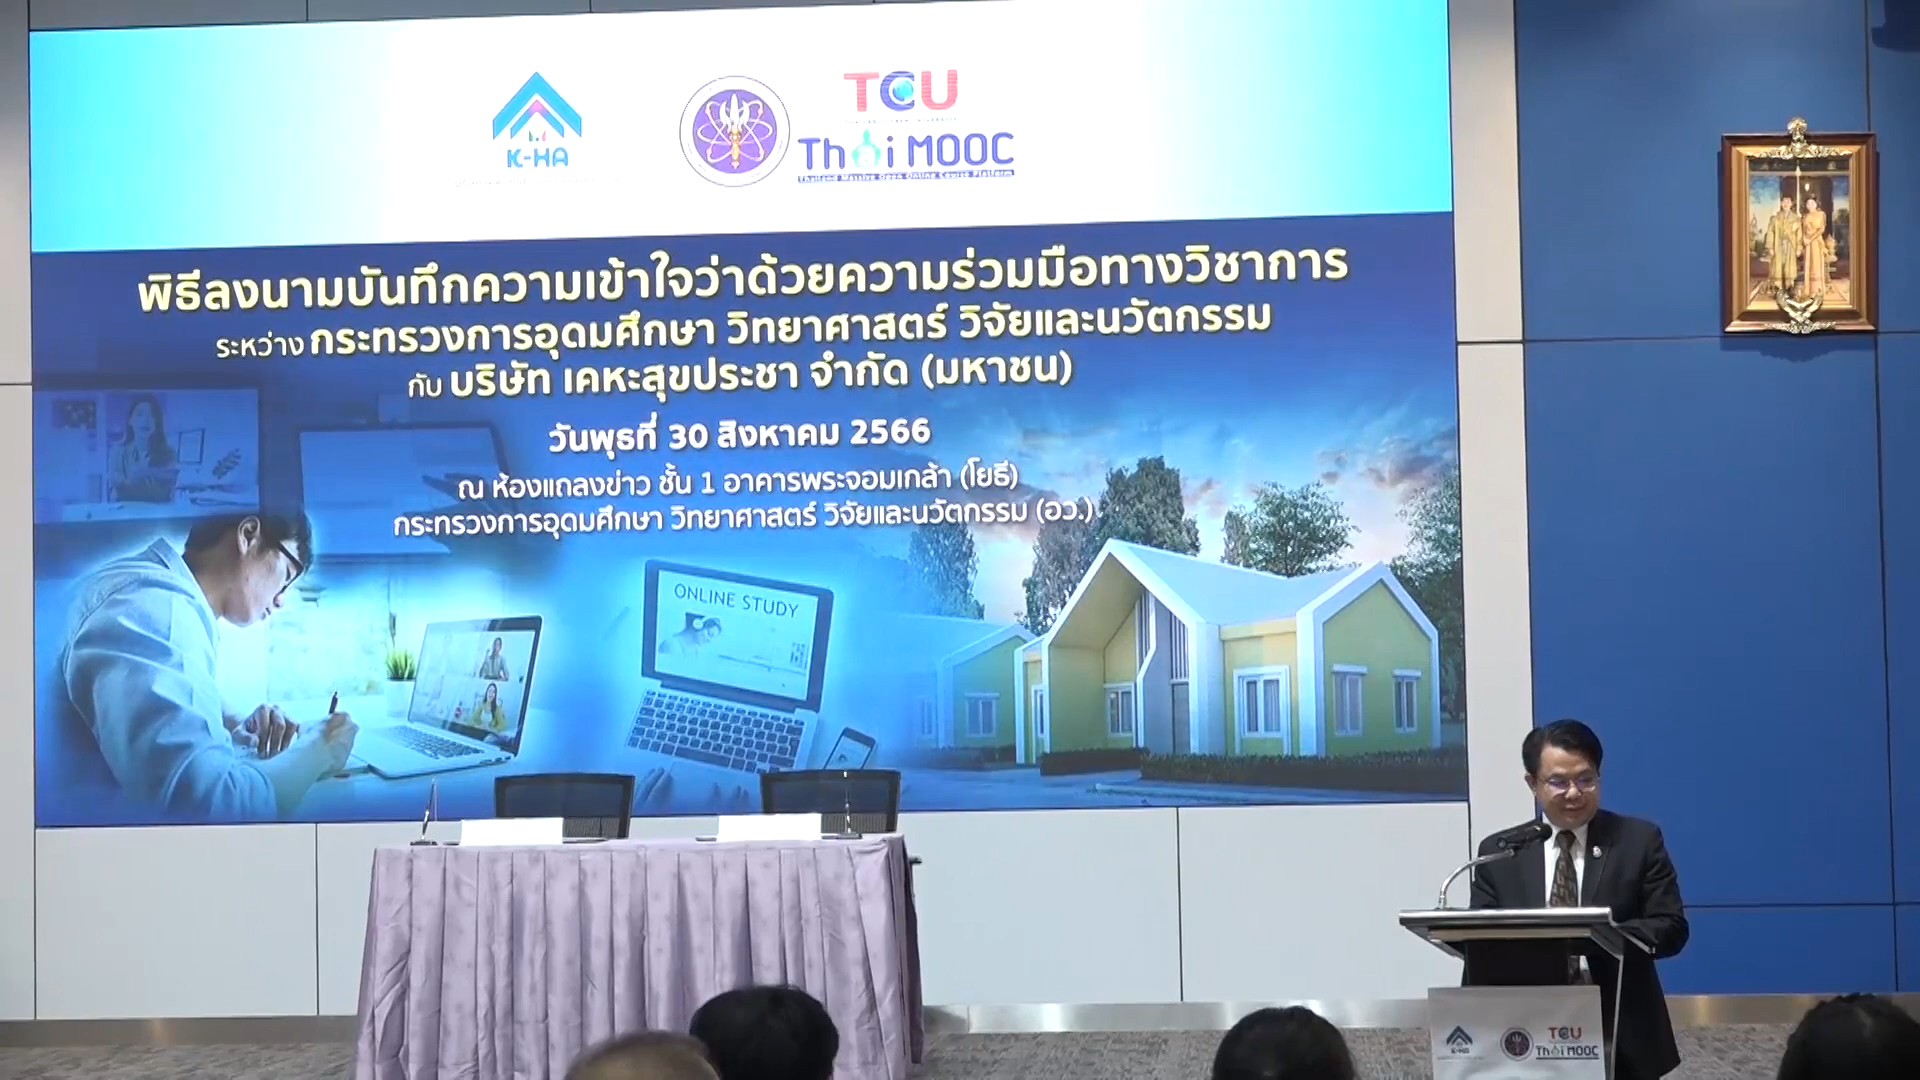 K-HA
TCU
Thai MOOC
Thailand Massive Open Online Course Platform
พิธีลงนามบันทึกความเข้าใจว่าด้วยความร่วมมือทางวิชาการ
ระหว่าง กระทรวงการอุดมศึกษา วิทยาศาสตร์ วิจัยและนวัตกรรม
กับ บริษัท เคหะสุขประชา จำกัด (มหาชน)
วันพุธที่ 30 สิงหาคม 2566
ณ ห้องแถลงข่าว ชั้น 1 อาคารพระจอมเกล้า (โยธี)
กระทรวงการอุดมศึกษา วิทยาศาสตร์ วิจัยและนวัตกรรม (อว.)
ONLINE STUDY
K-HA
TCU
Thai MOOC